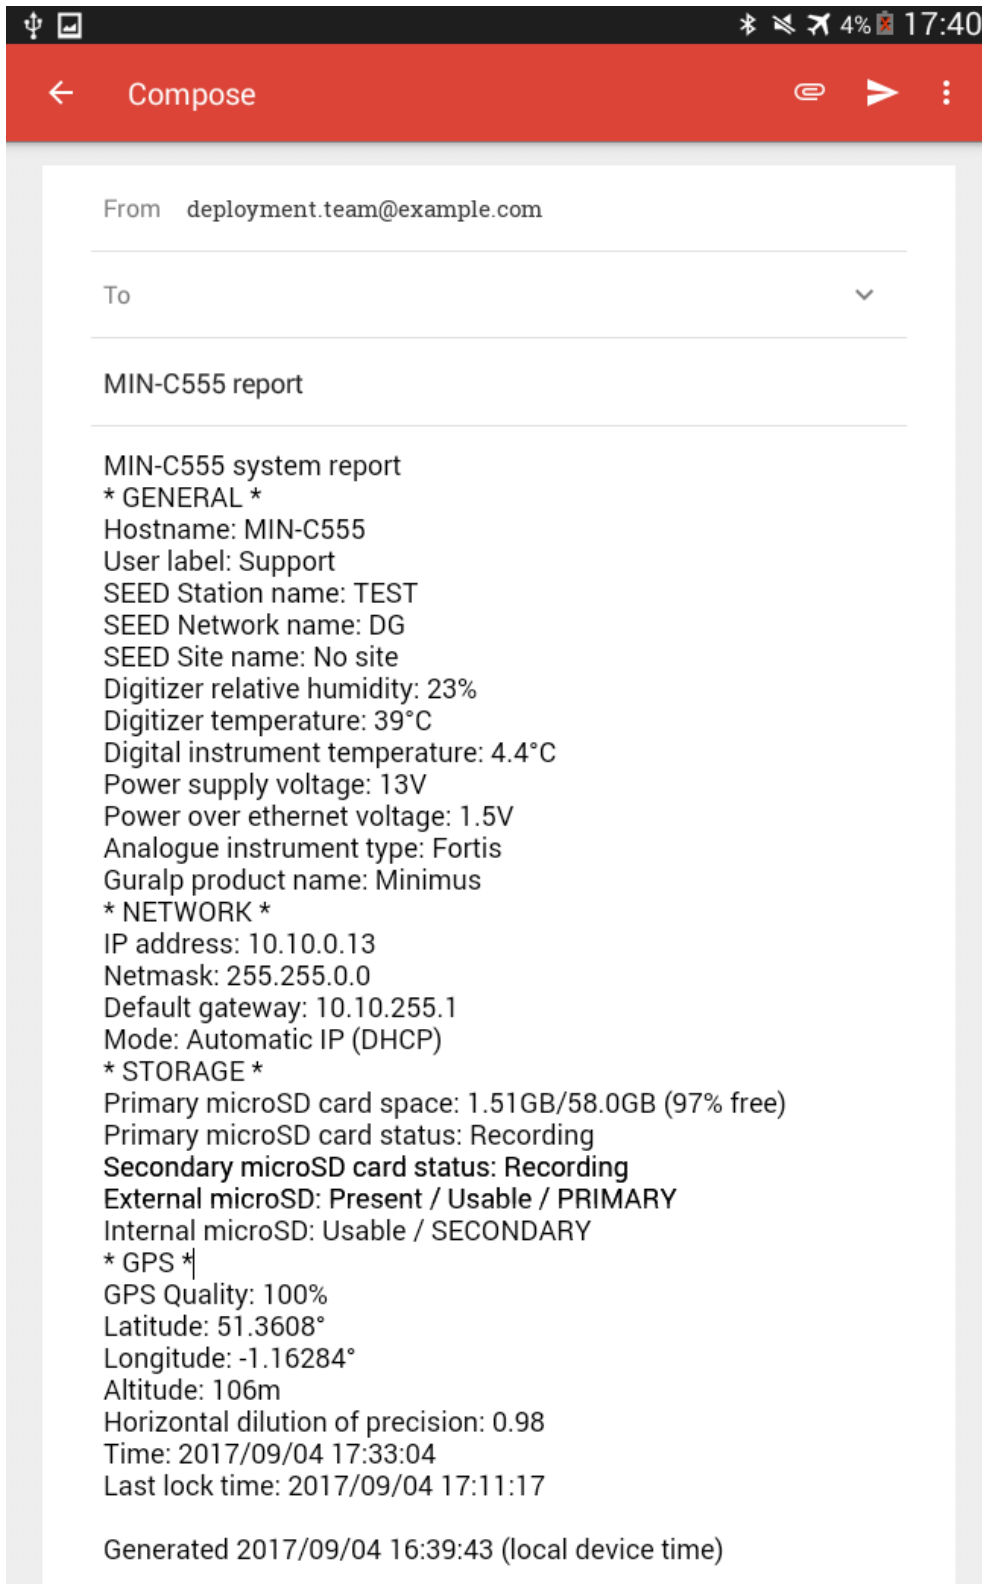 4% 17:40
Compose
From deployment.team@example.com
To
MIN-C555 report
MIN-C555 system report
* GENERAL *
Hostname: MIN-C555
User label: Support
SEED Station name: TEST
SEED Network name: DG
SEED Site name: No site
Digitizer relative humidity: 23%
Digitizer temperature: 39°C
Digital instrument temperature: 4.4°C
Power supply voltage: 13V
Power over ethernet voltage: 1.5V
Analogue instrument type: Fortis
Guralp product name: Minimus
* NETWORK *
IP address: 10.10.0.13
Netmask: 255.255.0.0
Default gateway: 10.10.255.1
Mode: Automatic IP (DHCP)
* STORAGE *
Primary microSD card space: 1.51GB/58.0GB (97% free)
Primary microSD card status: Recording
Secondary microSD card status: Recording
External microSD: Present / Usable / PRIMARY
Internal microSD: Usable / SECONDARY
* GPS *
GPS Quality: 100%
Latitude: 51.3608°
Longitude: -1.16284°
Altitude: 106m
Horizontal dilution of precision: 0.98
Time: 2017/09/04 17:33:04
Last lock time: 2017/09/04 17:11:17
Generated 2017/09/04 16:39:43 (local device time)